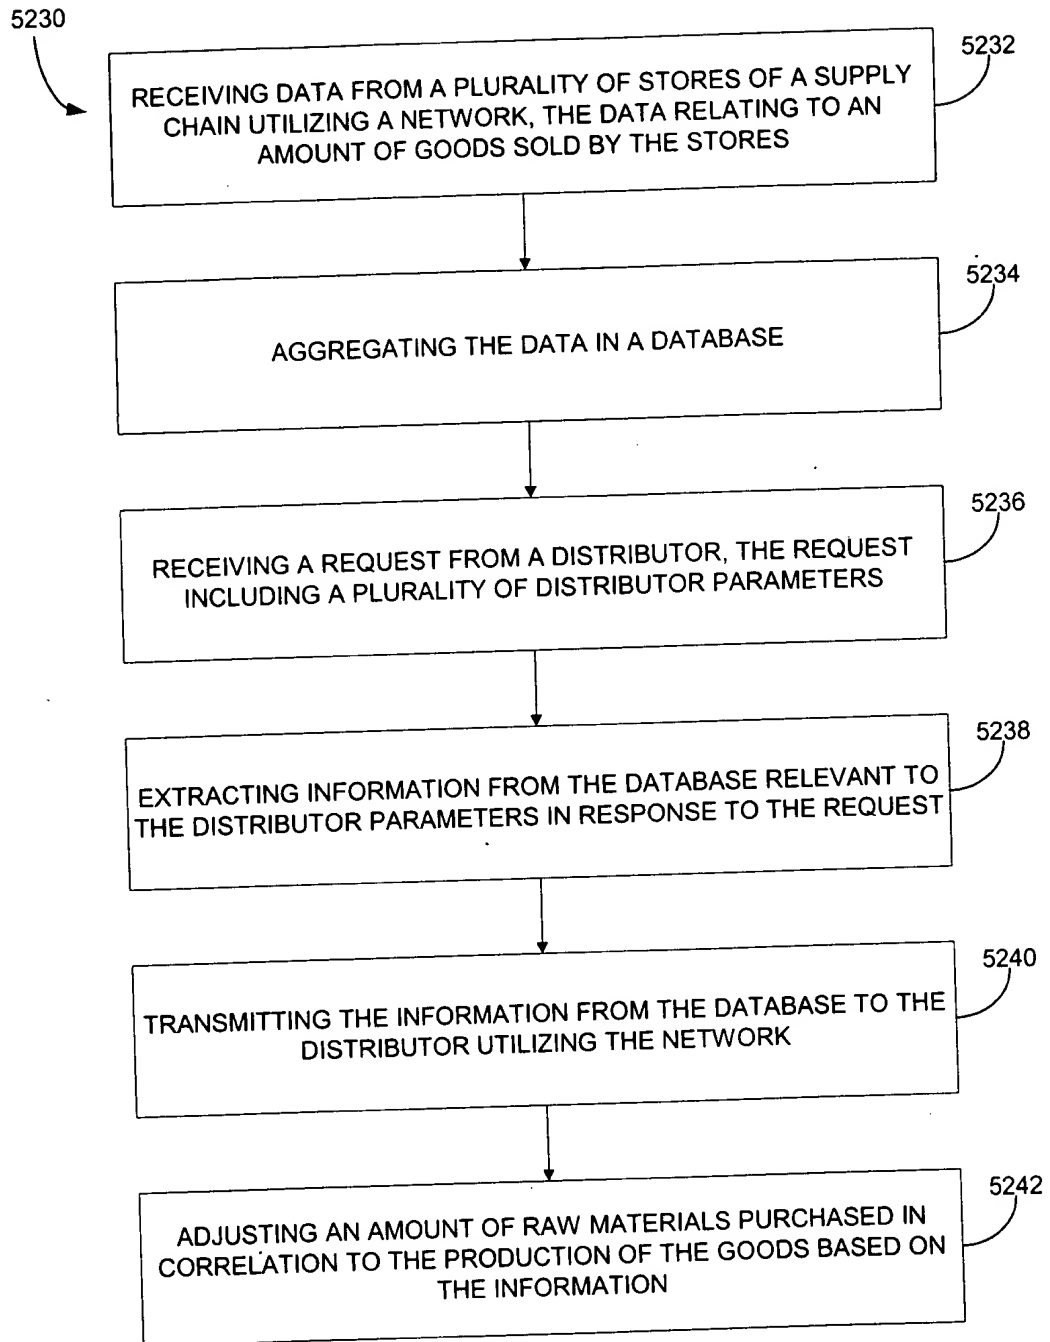 5230
5232
RECEIVING DATA FROM A PLURALITY OF STORES OF A SUPPLY
CHAIN UTILIZING A NETWORK, THE DATA RELATING TO AN
AMOUNT OF GOODS SOLD BY THE STORES
5234
AGGREGATING THE DATA IN A DATABASE
5236
RECEIVING A REQUEST FROM A DISTRIBUTOR, THE REQUEST
INCLUDING A PLURALITY OF DISTRIBUTOR PARAMETERS
5238
EXTRACTING INFORMATION FROM THE DATABASE RELEVANT TO
THE DISTRIBUTOR PARAMETERS IN RESPONSE TO THE REQUEST
5240
TRANSMITTING THE INFORMATION FROM THE DATABASE TO THE
DISTRIBUTOR UTILIZING THE NETWORK
5242
ADJUSTING AN AMOUNT OF RAW MATERIALS PURCHASED IN
CORRELATION TO THE PRODUCTION OF THE GOODS BASED ON
THE INFORMATION